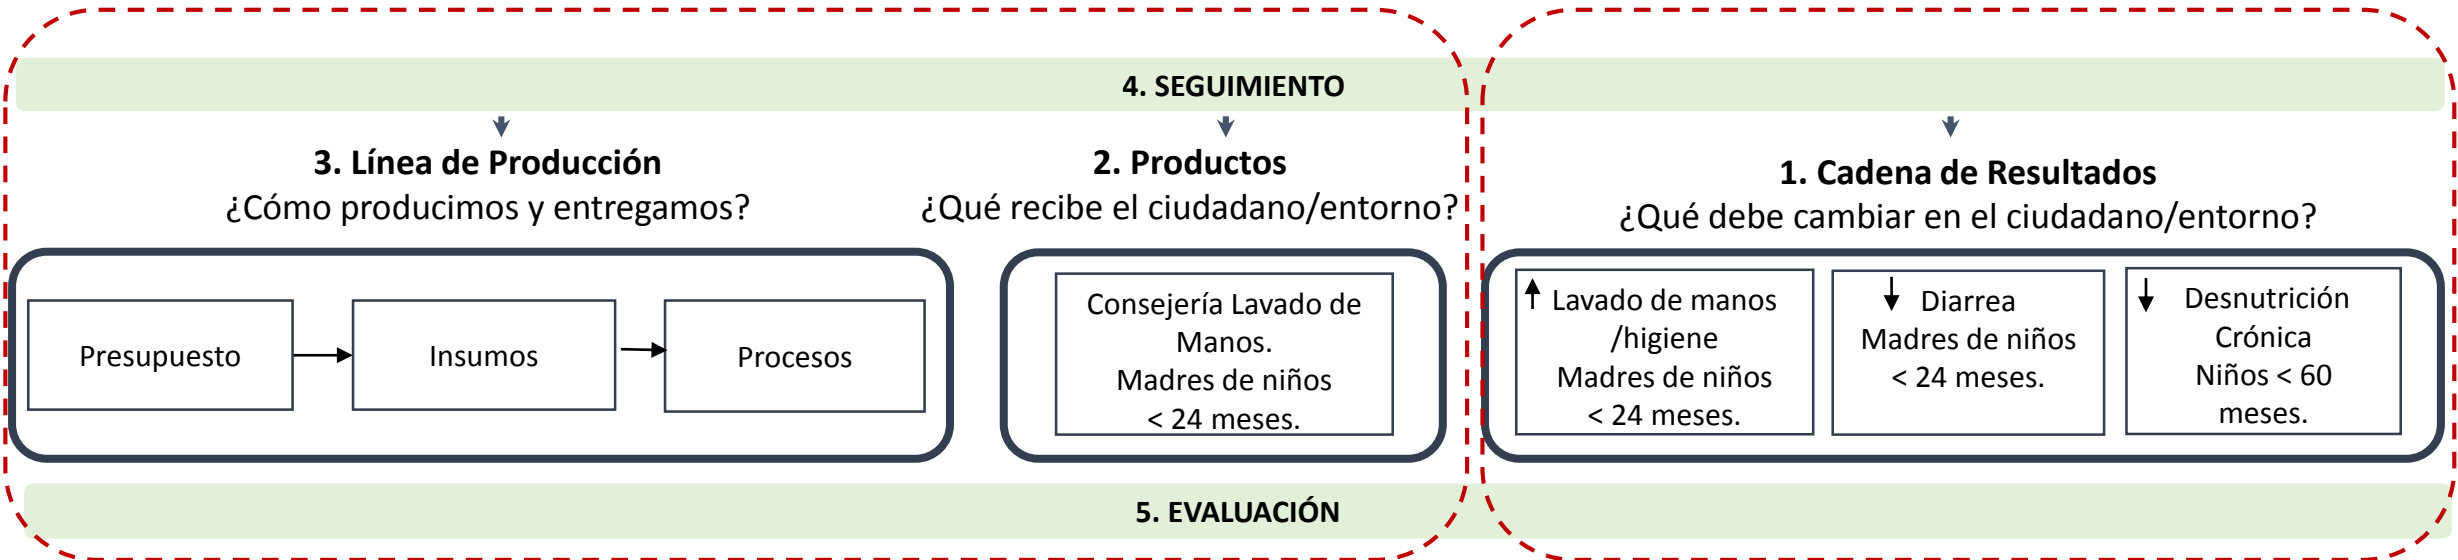 4. SEGUIMIENTO
3. Línea de Producción
¿Cómo producimos y entregamos?
Presupuesto
Insumos
Procesos
2. Productos
¿Qué recibe el ciudadano/entorno?
Consejería Lavado de
Manos.
Madres de niños
< 24 meses.
1. Cadena de Resultados
¿Qué debe cambiar en el ciudadano/entorno?
Lavado de manos
/higiene
Madres de niños
< 24 meses.
Diarrea
Madres de niños
< 24 meses.
Desnutrición
Crónica
Niños < 60
meses.
5. EVALUACIÓN